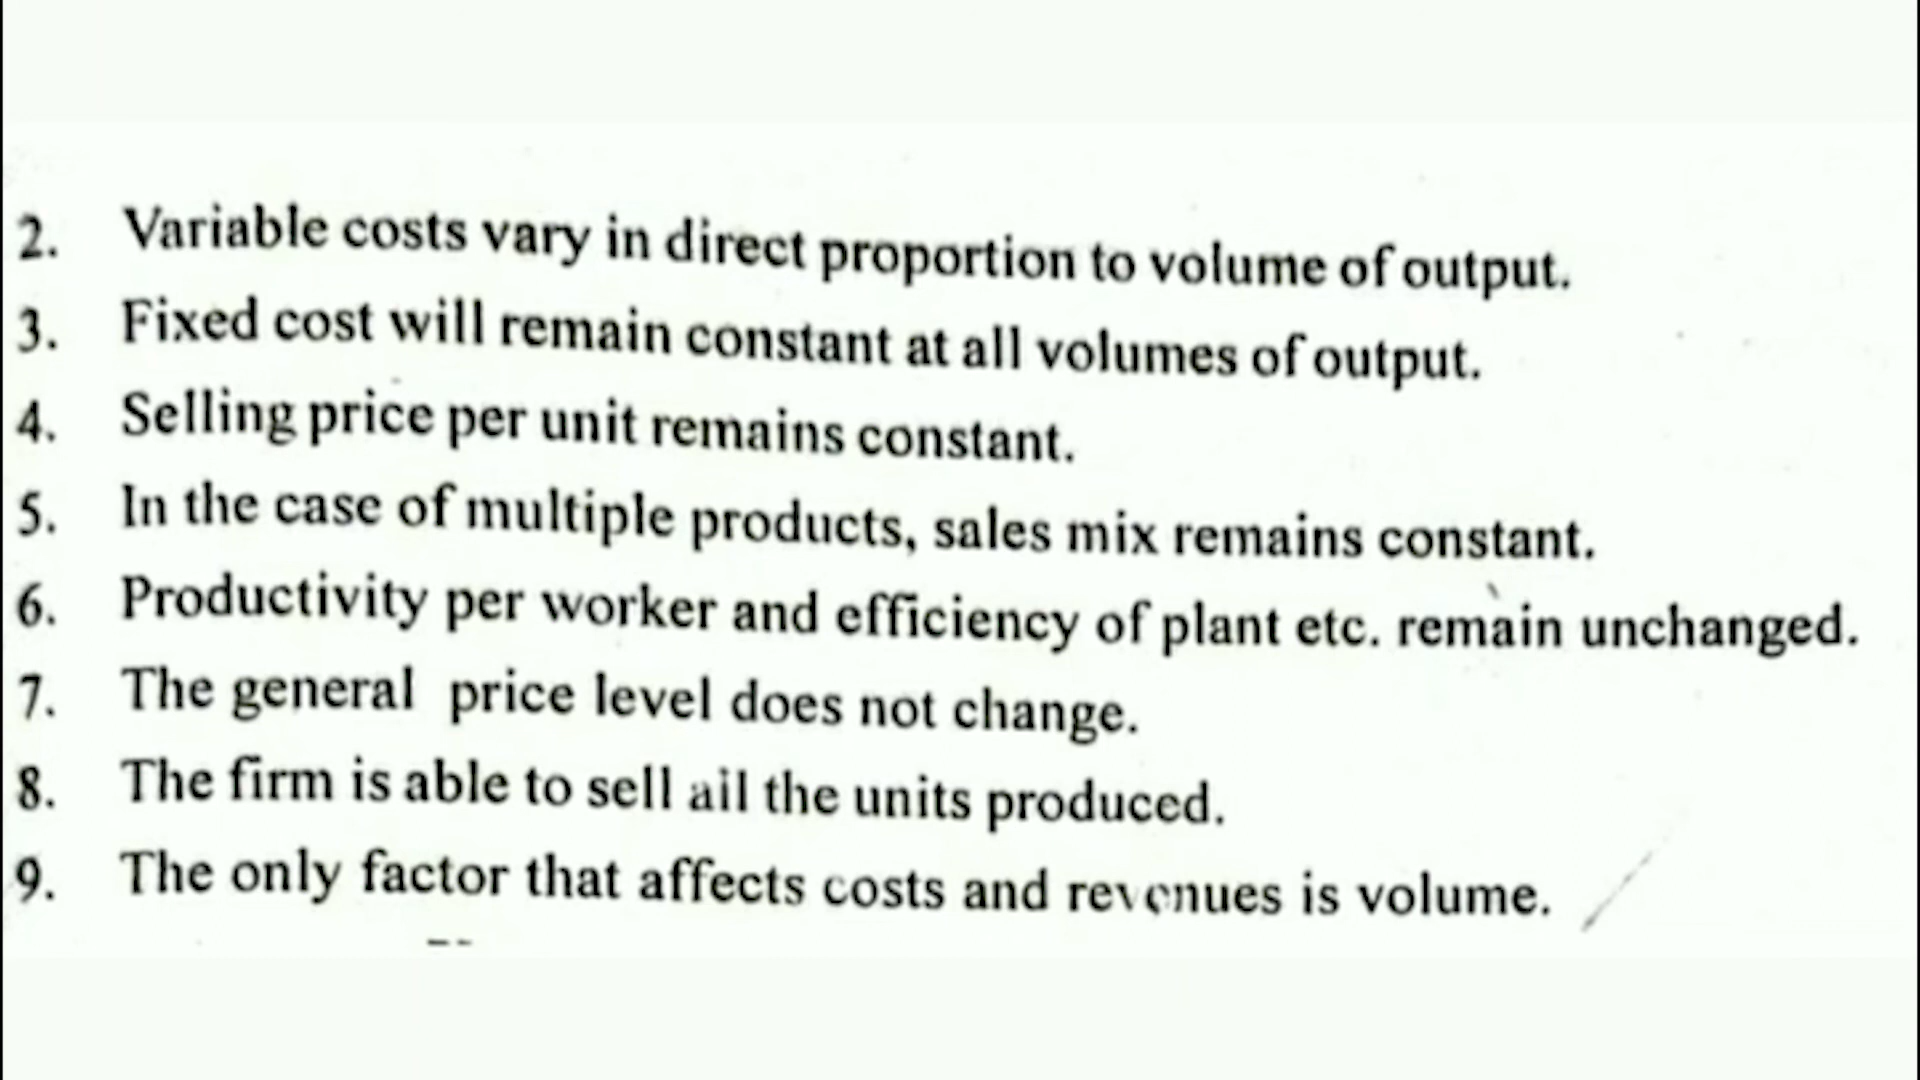 2. Variable costs vary in direct proportion to volume of output.
3. Fixed cost will remain constant at all volumes of output.
4. Selling price per unit remains constant.
5. In the case of multiple products, sales mix remains constant.
6. Productivity per worker and efficiency of plant etc. remain unchanged.
7. The general price level does not change.
8. The firm is able to sell all the units produced.
9. The only factor that affects costs and revenues is volume.